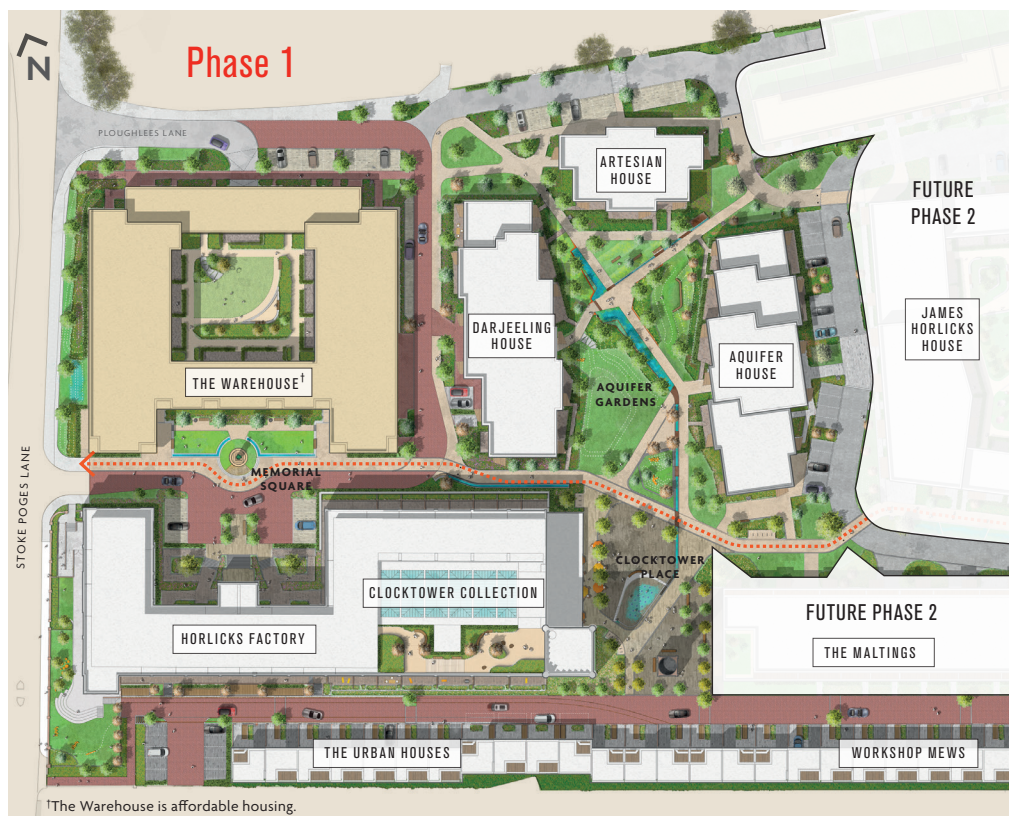 Phase 1
N
PLOUGHLEES LANE
ARTESIAN
HOUSE
FUTURE
PHASE 2
JAMES
HORLICKS
HOUSE
DARJEELING
HOUSE
AQUIFER
HOUSE
THE WAREHOUSE†
AQUIFER
GARDENS
STOKE POGES LANE
MEMORIAL
SQUARE
CLOCKTOWER
PLACE
CLOCKTOWER COLLECTION
HORLICKS FACTORY
FUTURE PHASE 2
THE MALTINGS
THE URBAN HOUSES
WORKSHOP MEWS
†The Warehouse is affordable housing.